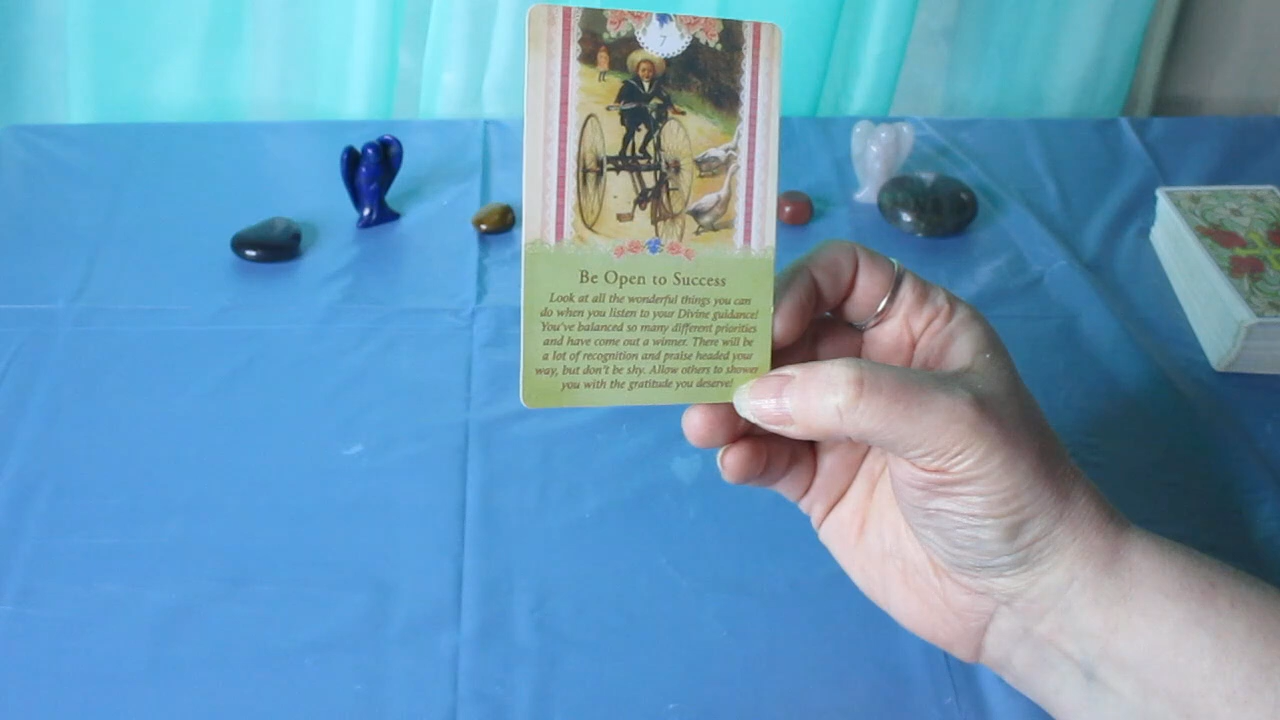 7
Be Open to Success
Look at all the wonderful things you can
do when you listen to your Divine guidance!
You've balanced so many different priorities
and have come out a winner. There will be
a lot of recognition and praise headed your
way, but don't be shy. Allow others to shower
you with the gratitude you deserve!